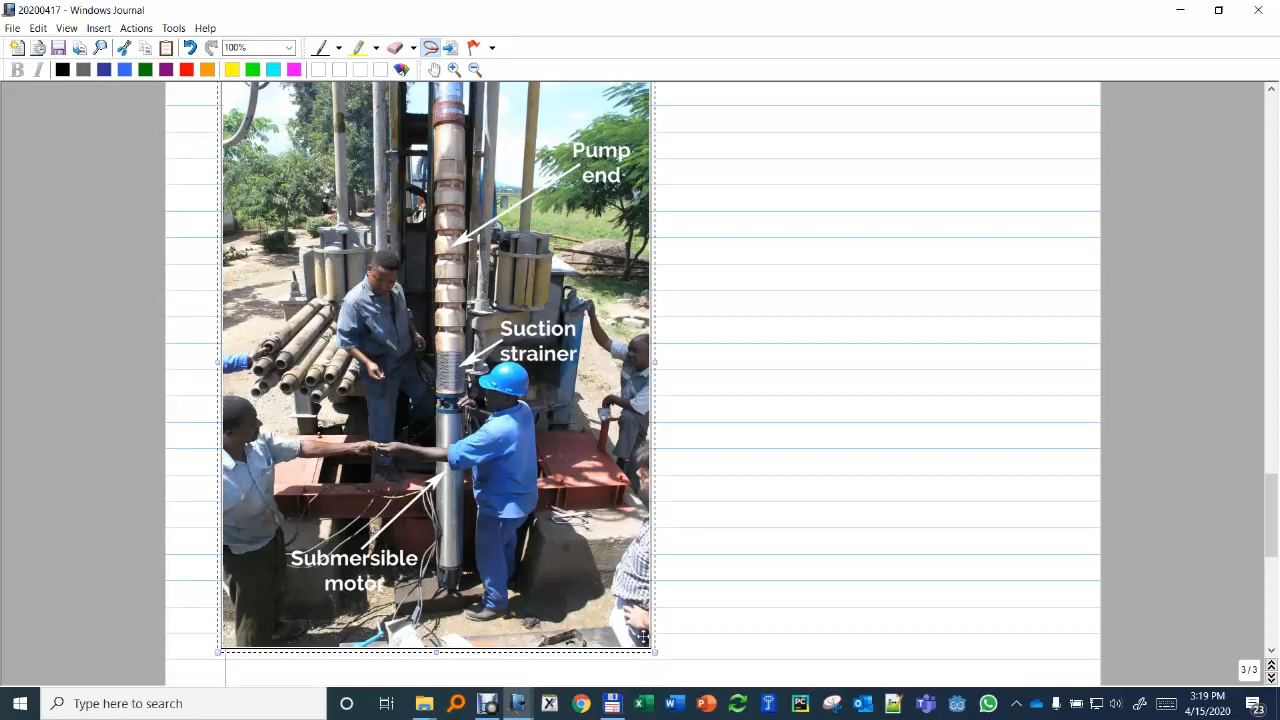 20200417 - Windows Journal
File Edit View Insert Actions Tools Help
100%
B I
Pump
end
Suction
strainer
Submersible
motor
3/3
Type here to search
3:19 PM
4/15/2020
23